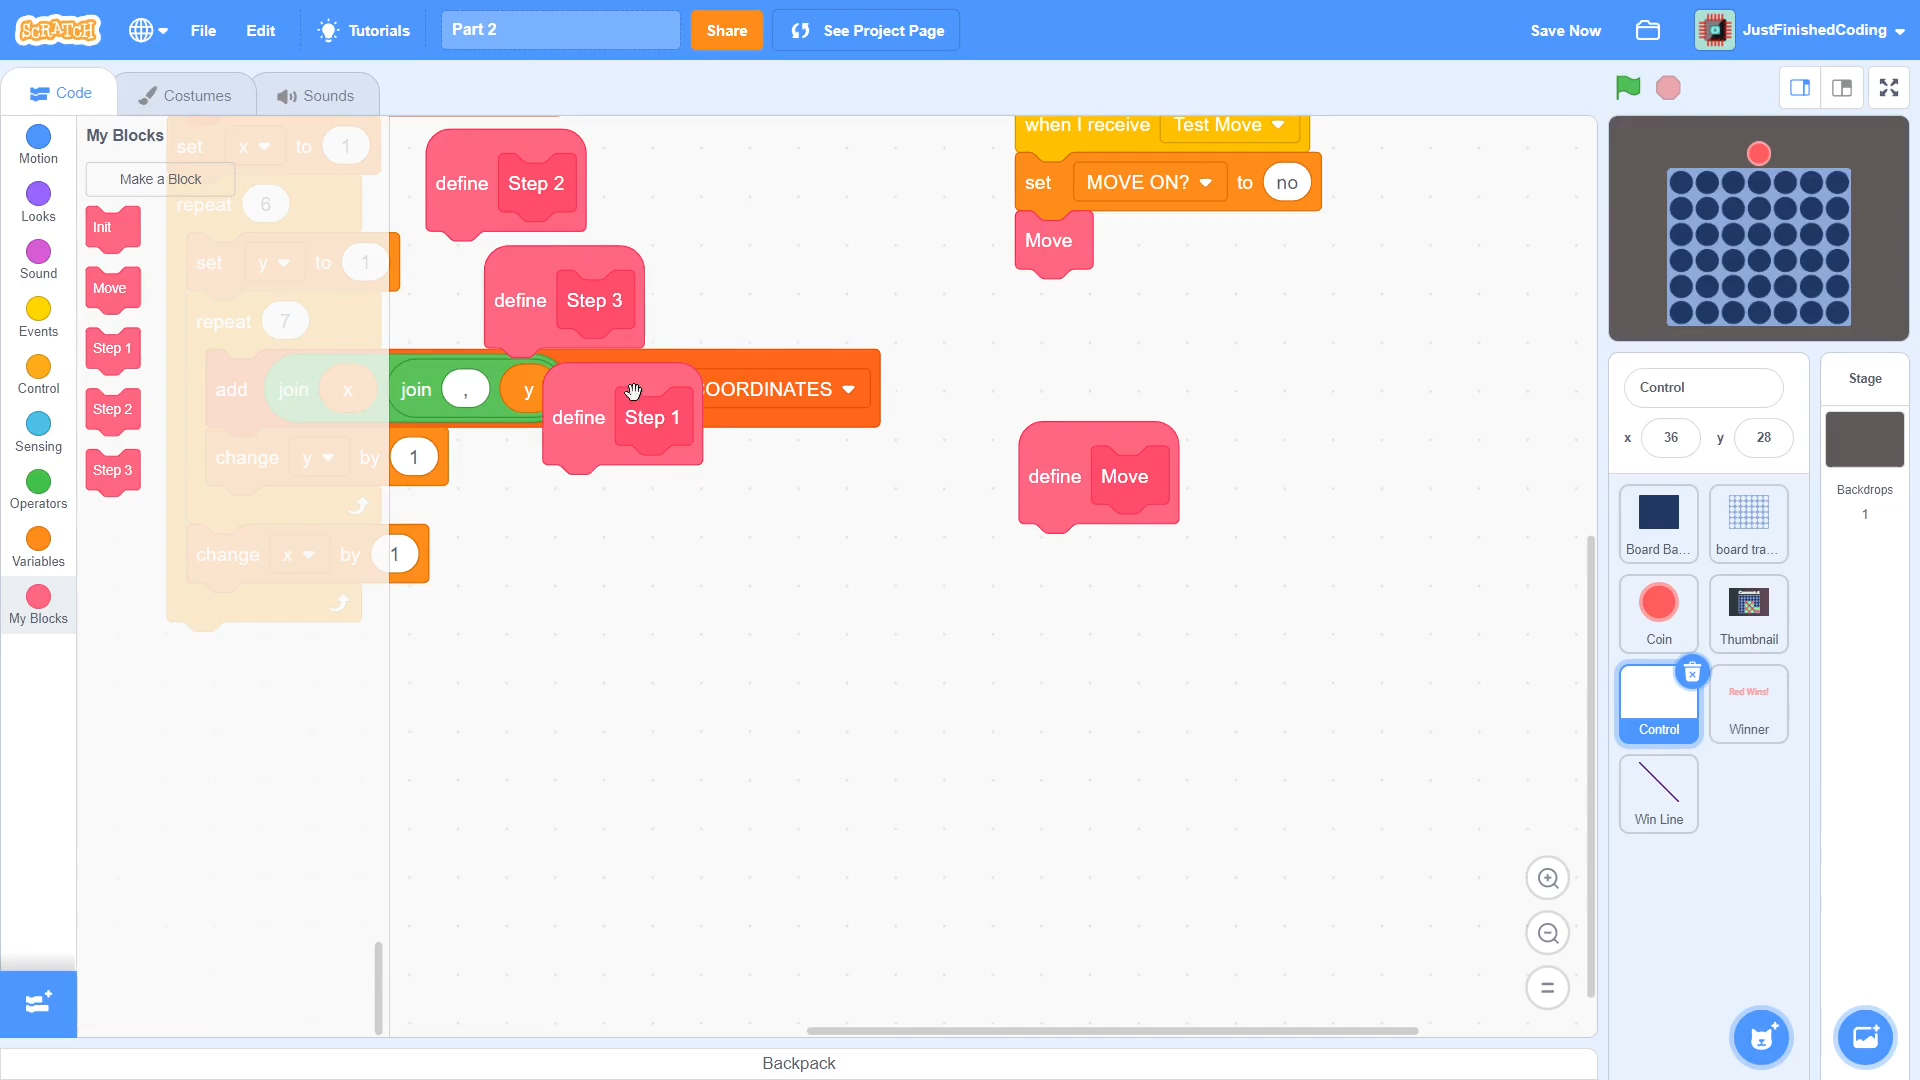 SCRATCH
File
Edit
Tutorials
Part 2
Share
See Project Page
Save Now
JustFinishedCoding
Code
Costumes
Sounds
Motion
Looks
Sound
Events
Control
Sensing
Operators
Variables
My Blocks
My Blocks
Make a Block
Init
Move
Step 1
Step 2
Step 3
set x to 1
repeat 6
set y to 1
repeat 7
add join x join , y
COORDINATES
change y by 1
change x by 1
define Step 2
define Step 3
define Step 1
when I receive Test Move
set MOVE ON? to no
Move
define Move
Control
x 36 y 28
Board Ba...
board tra...
Coin
Thumbnail
Control
Red Wins!
Winner
Win Line
Stage
Backdrops
1
Backpack